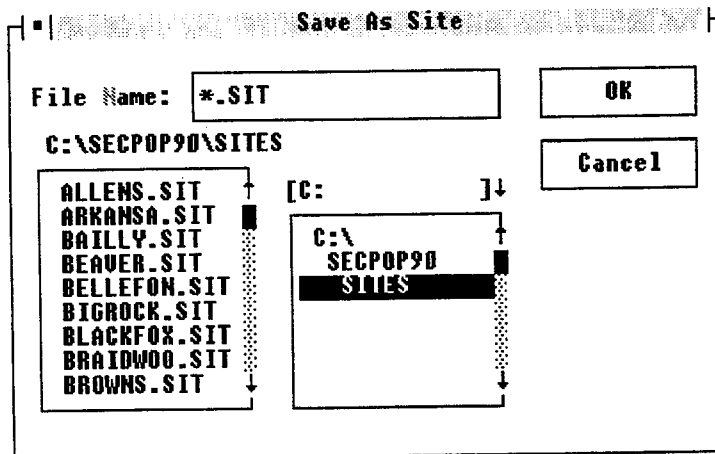 Save As Site
File Name: *.SIT
OK
C:\SECPOP90\SITES
Cancel
ALLENS.SIT
ARKANSA.SIT
BAILLY.SIT
BEAVER.SIT
BELLEFON.SIT
BIGROCK.SIT
BLACKFOX.SIT
BRAIDWOO.SIT
BROWNS.SIT
[C: ]↓
C:\
SECPOP90
SITES